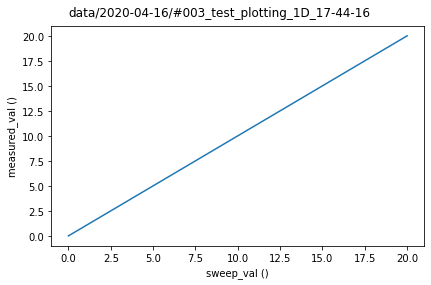 data/2020-04-16/#003_test_plotting_1D_17-44-16
20.0
17.5
15.0
12.5
10.0
7.5
5.0
2.5
0.0
measured_val ()
0.0 2.5 5.0 7.5 10.0 12.5 15.0 17.5 20.0
sweep_val ()